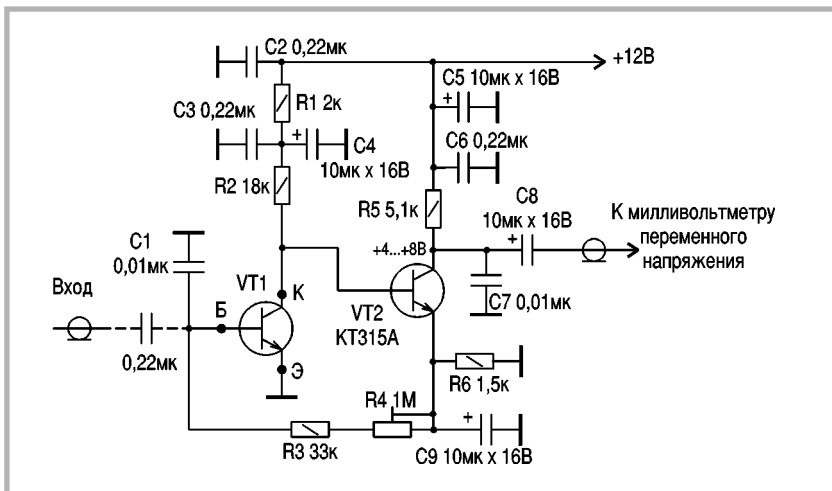 C2 0,22мк
+12В
R1 2к
C5 10мк х 16В
C3 0,22мк
+
+
C4
10мк х 16В
C6 0,22мк
R2 18к
C8
10мк х 16В
R5 5,1к
К милливольтметру
переменного
напряжения
C1
0,01мк
+4...+8В
+
Вход
VT1
К
Б
VT2
КТ315А
C7 0,01мк
0,22мк
Э
R6 1,5к
R4 1М
+
R3 33к
C9 10мк х 16В